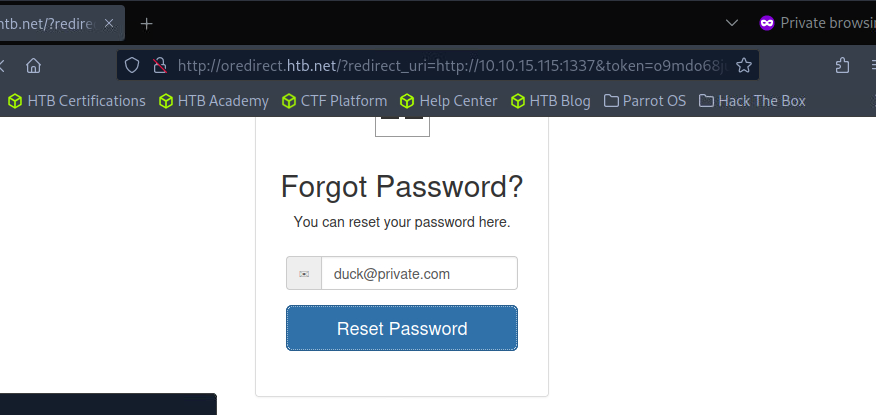 htb.net/?redire
Private browsi
http://oredirect.htb.net/?redirect_uri=http://10.10.15.115:1337&token=o9mdo68j
HTB Certifications HTB Academy CTF Platform Help Center HTB Blog Parrot OS Hack The Box
Forgot Password?
You can reset your password here.
duck@private.com
Reset Password